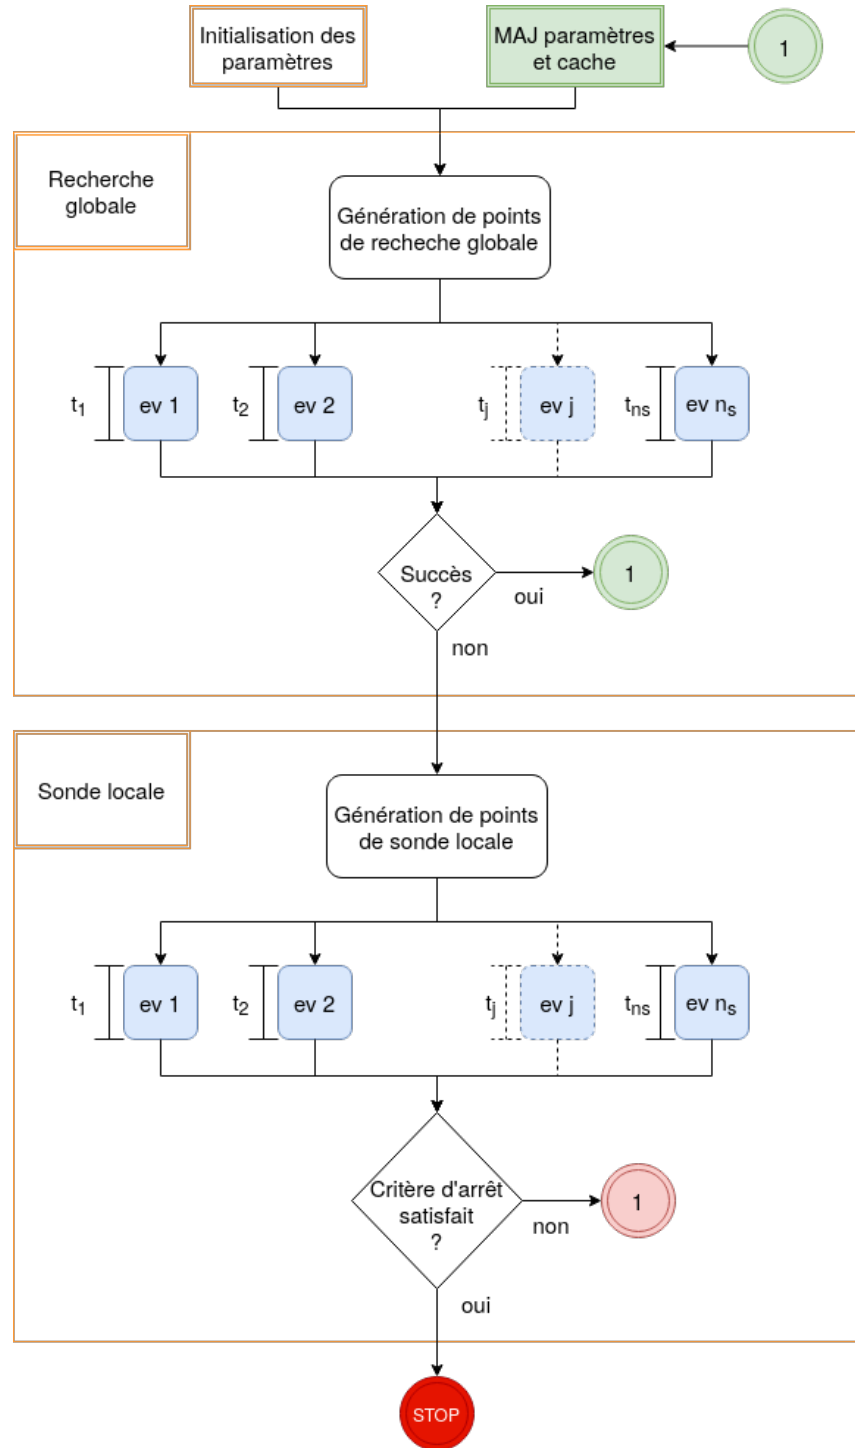 Initialisation des
paramètres
MAJ paramètres
et cache
1
Recherche
globale
Génération de points
de recheche globale
t1
ev 1
t2
ev 2
tj
ev j
tns
ev ns
Succès
?
oui
1
non
Sonde locale
Génération de points
de sonde locale
t1
ev 1
t2
ev 2
tj
ev j
tns
ev ns
Critère d'arrêt
satisfait
?
non
1
oui
STOP